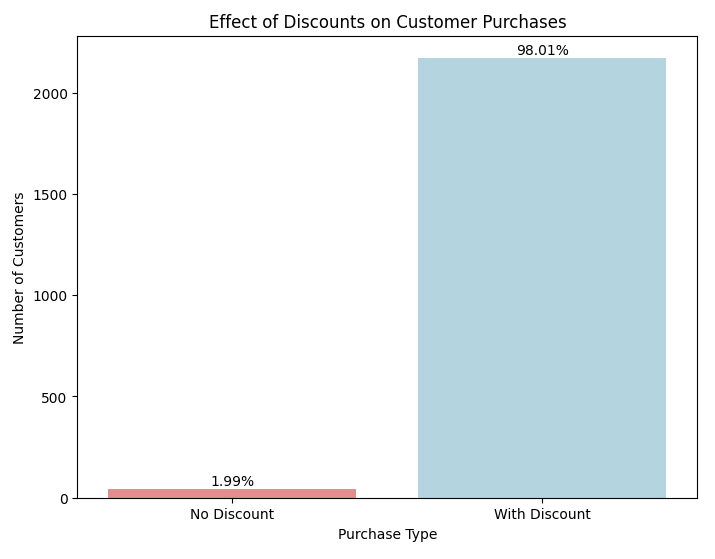 Effect of Discounts on Customer Purchases
98.01%
2000
1500
Number of Customers
1000
500
1.99%
0
No Discount
With Discount
Purchase Type